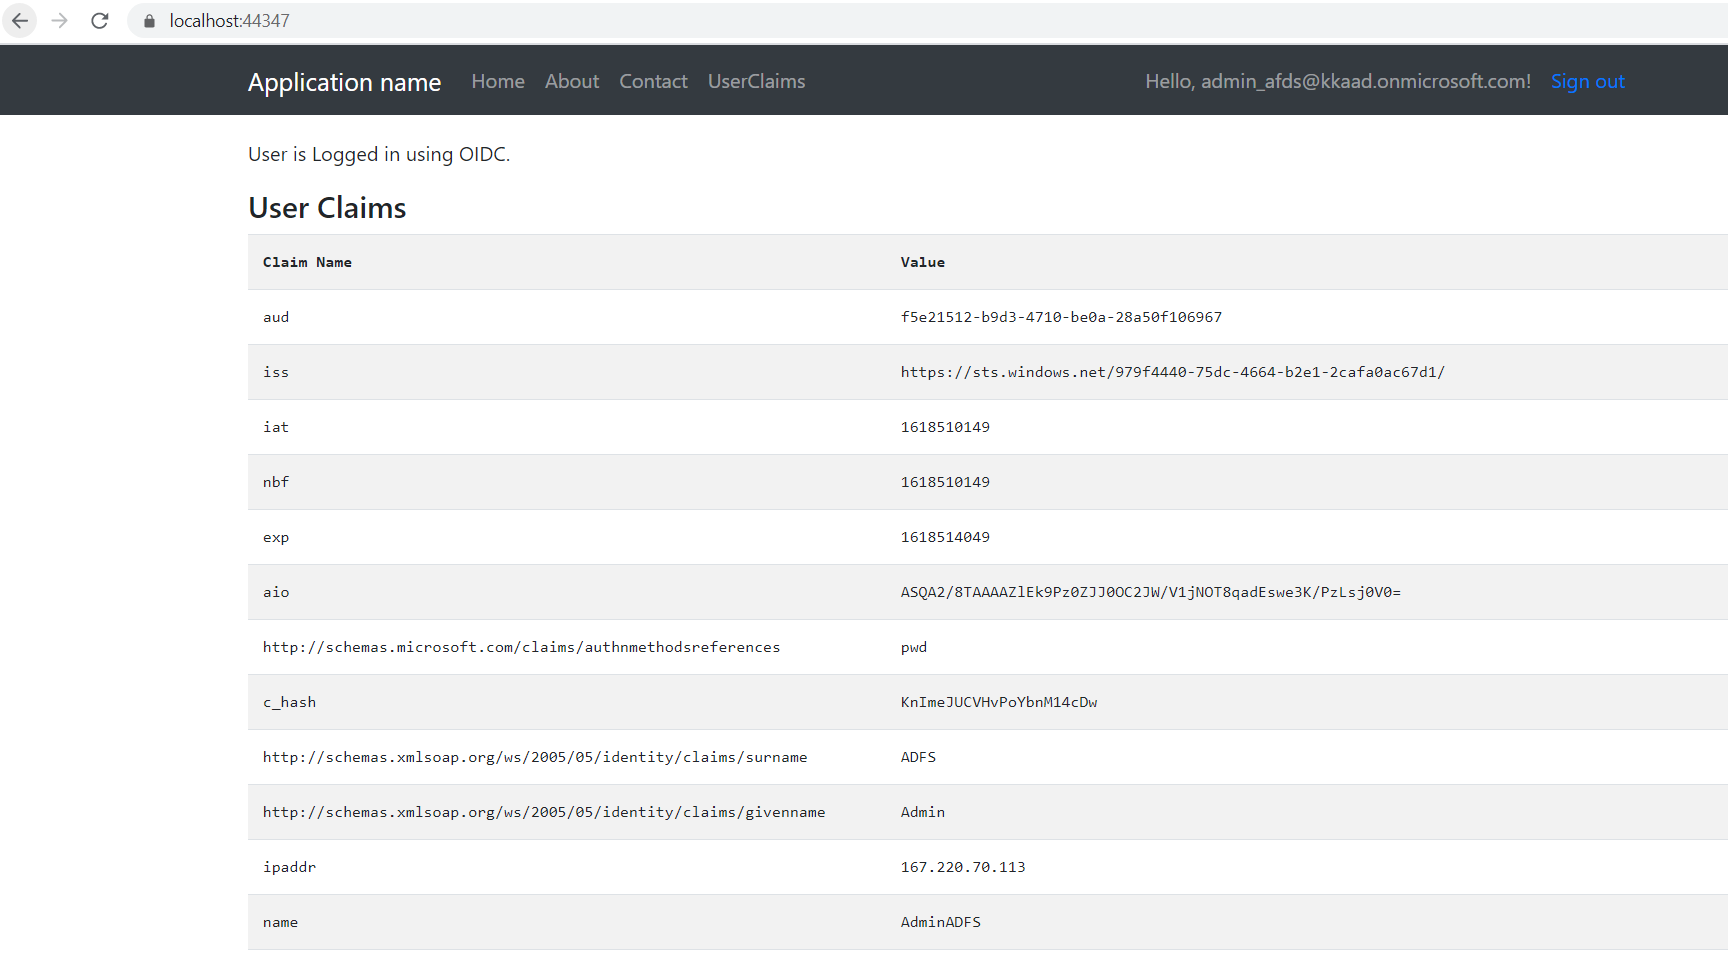 localhost:44347
Application name Home About Contact UserClaims Hello, admin_afds@kkaad.onmicrosoft.com! Sign out
User is Logged in using OIDC.
User Claims
Claim Name Value
aud f5e21512-b9d3-4710-be0a-28a50f106967
iss https://sts.windows.net/979f4440-75dc-4664-b2e1-2cafa0ac67d1/
iat 1618510149
nbf 1618510149
exp 1618514049
aio ASQA2/8TAAAAZlEk9Pz0ZJJ0OC2JW/V1jNOT8qadEswe3K/PzLsj0V0=
http://schemas.microsoft.com/claims/authnmethodsreferences pwd
c_hash KnImeJUCVHvPoYbnM14cDw
http://schemas.xmlsoap.org/ws/2005/05/identity/claims/surname ADFS
http://schemas.xmlsoap.org/ws/2005/05/identity/claims/givenname Admin
ipaddr 167.220.70.113
name AdminADFS